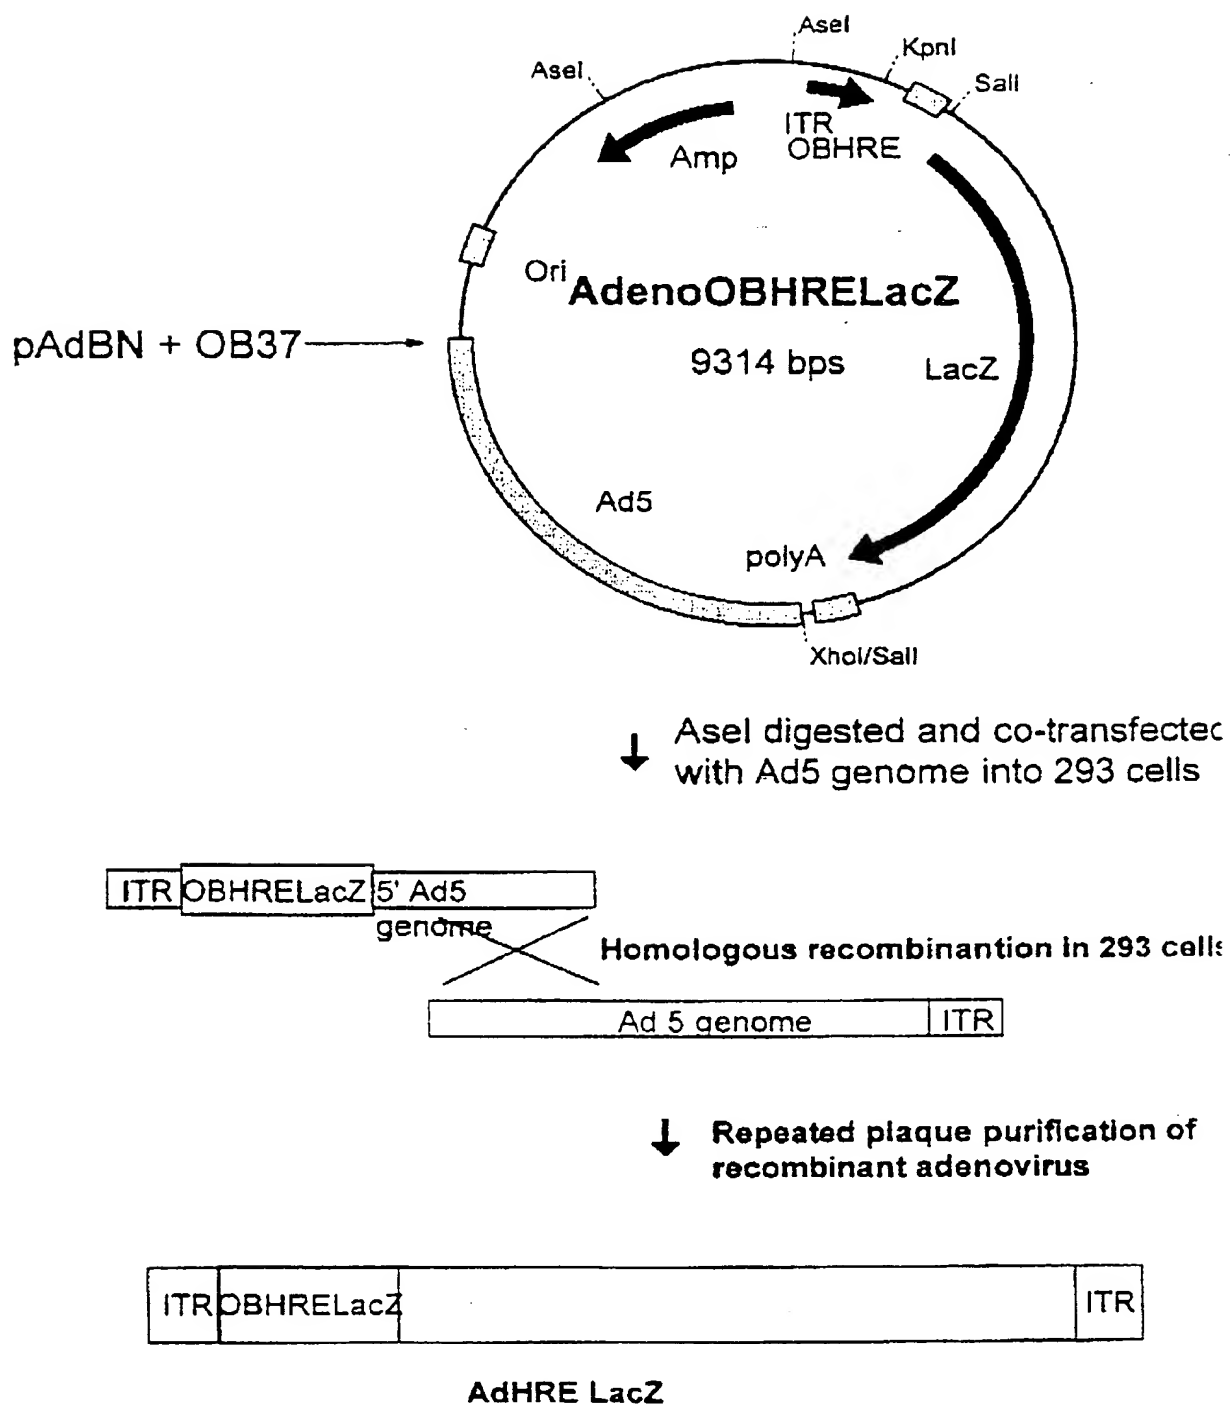 AseI
AseI
KpnI
SalI
ITR
OBHRE
Amp
Ori
AdenoOBHRELacZ
pAdBN + OB37
9314 bps
LacZ
Ad5
polyA
XhoI/SalI
AseI digested and co-transfectec
with Ad5 genome into 293 cells
ITR OBHRELacZ 5' Ad5
genome
Homologous recombinantion in 293 cells
Ad 5 genome ITR
Repeated plaque purification of
recombinant adenovirus
ITR OBHRELacZ ITR
AdHRE LacZ